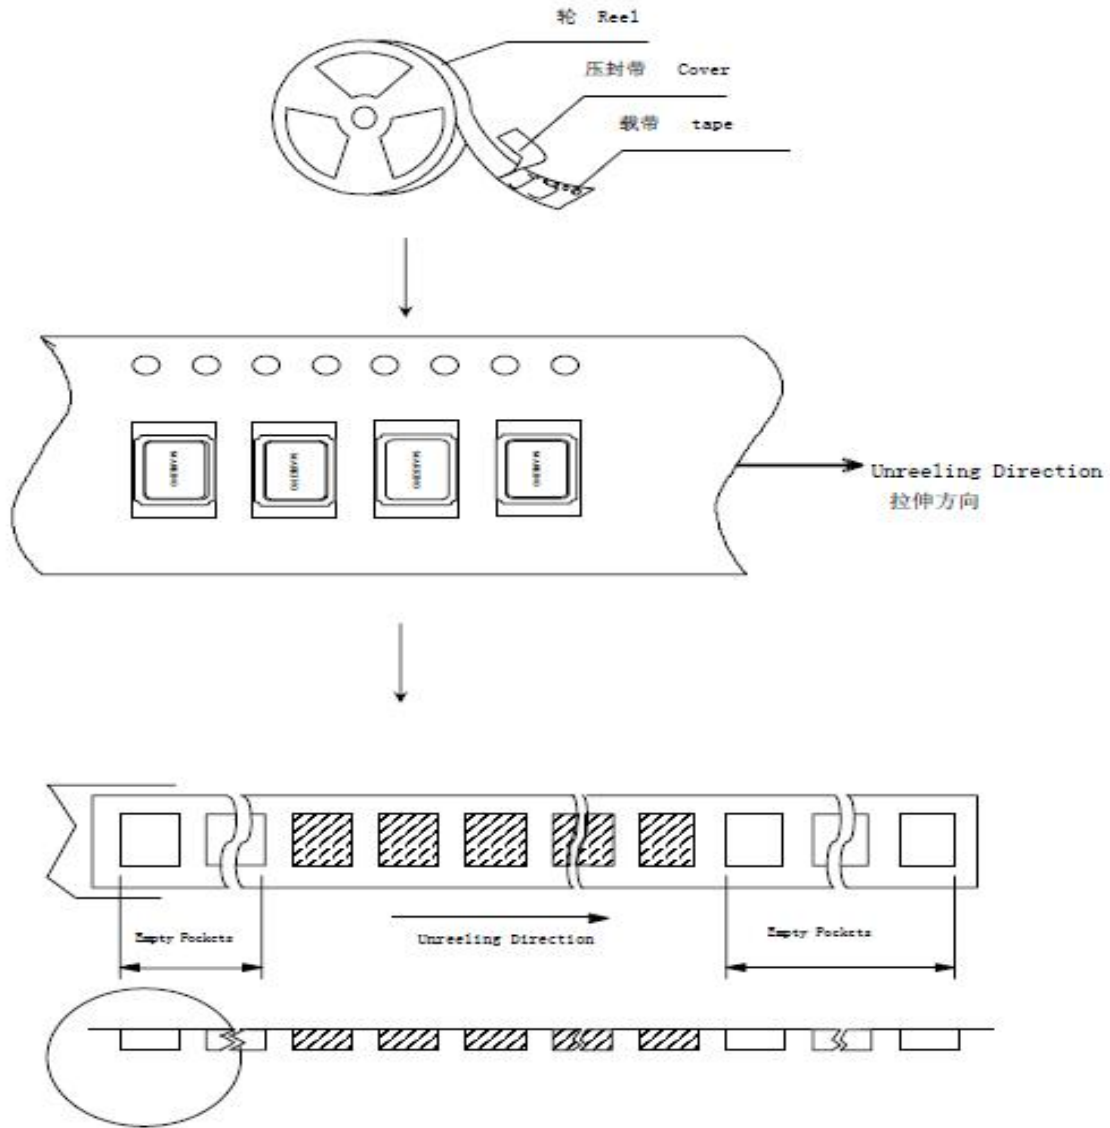 轮 Reel
压封带 Cover
载带 tape
Unreeling Direction
拉伸方向
Empty Pockets
Unreeling Direction
Empty Pockets